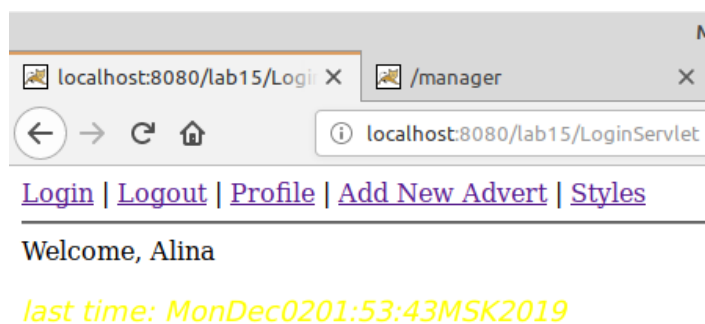 localhost:8080/lab15/Logi
/manager
localhost:8080/lab15/LoginServlet
Login | Logout | Profile | Add New Advert | Styles
Welcome, Alina
last time: MonDec0201:53:43MSK2019